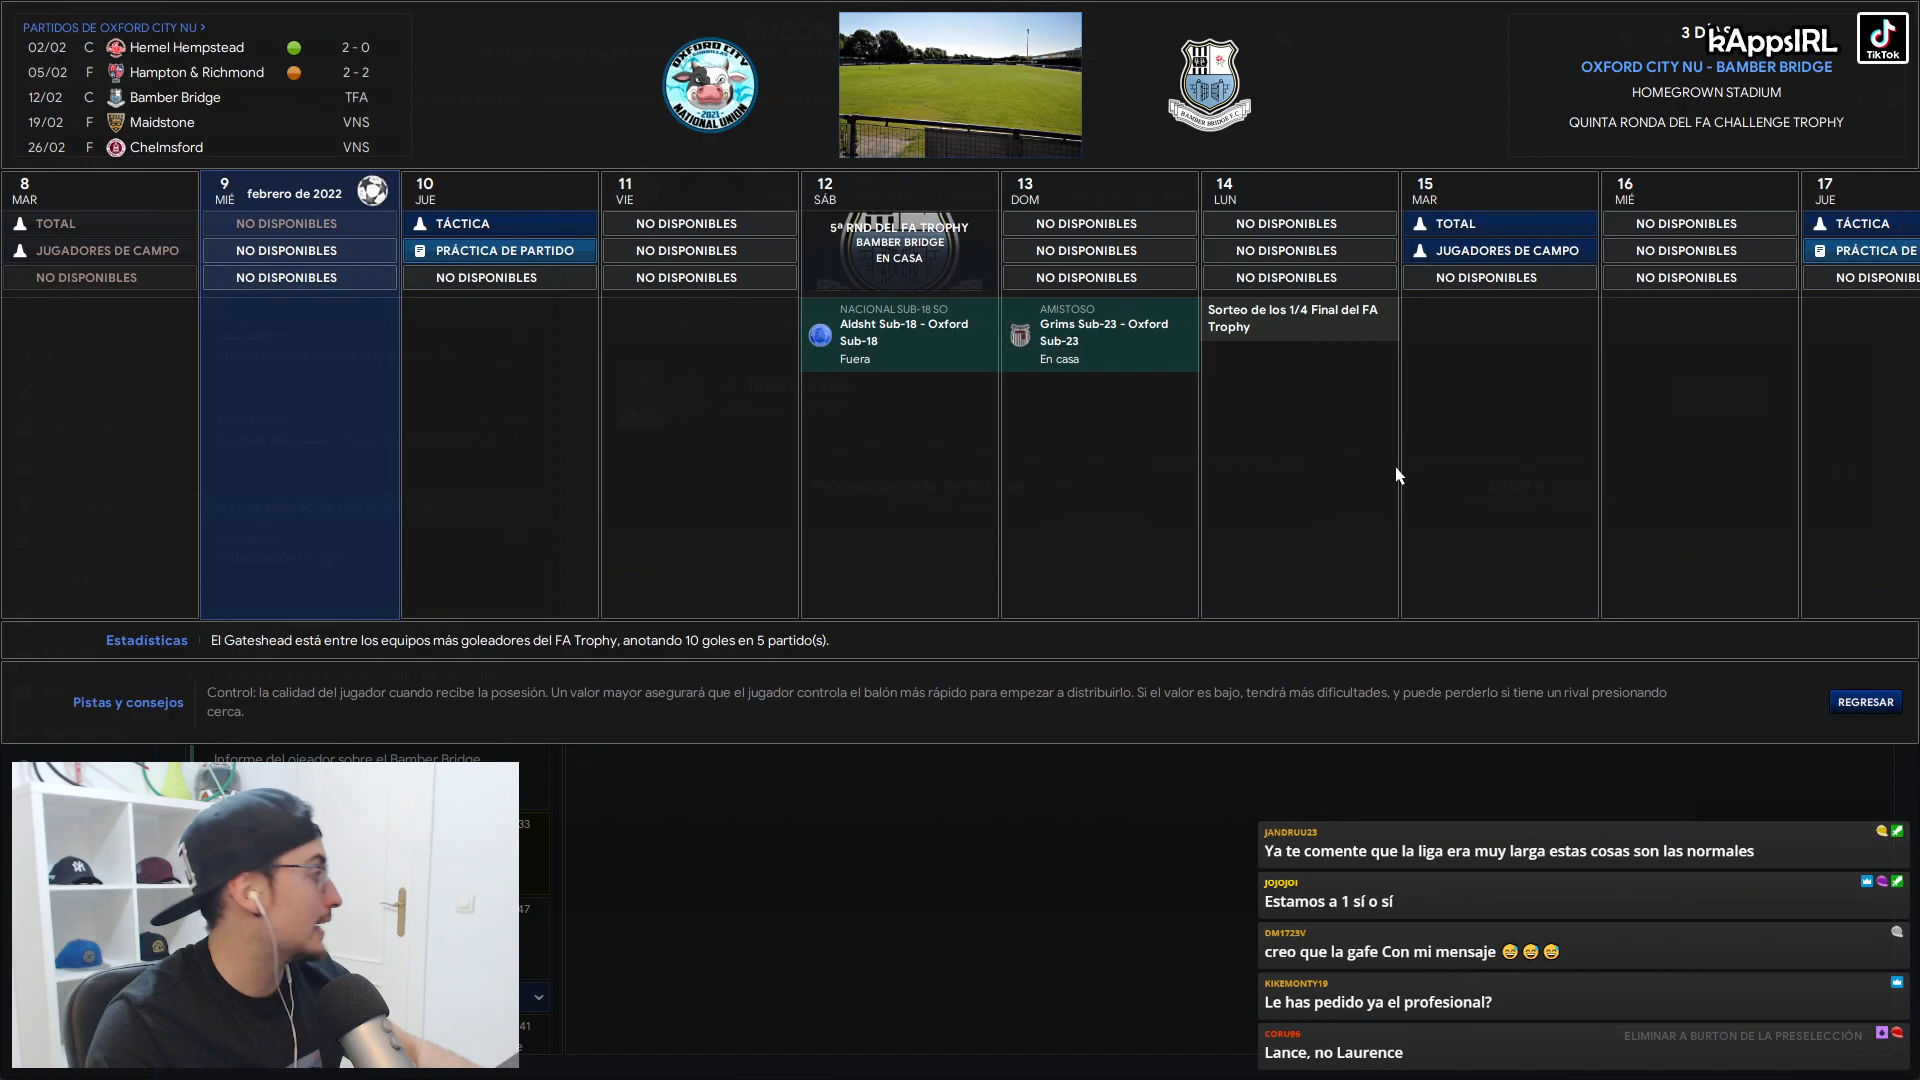 PARTIDOS DE OXFORD CITY NU >
02/02 C Hemel Hempstead 2 - 0
05/02 F Hampton & Richmond 2 - 2
12/02 C Bamber Bridge TFA
19/02 F Maidstone VNS
26/02 F Chelmsford VNS
OXFORD CITY
NATIONAL UNION
2021
BAMBER BRIDGE F.C
3 DÍAS
kAppsIRL
TikTok
OXFORD CITY NU - BAMBER BRIDGE
HOMEGROWN STADIUM
QUINTA RONDA DEL FA CHALLENGE TROPHY
8
MAR
TOTAL
JUGADORES DE CAMPO
NO DISPONIBLES
9
MIÉ
febrero de 2022
NO DISPONIBLES
NO DISPONIBLES
NO DISPONIBLES
10
JUE
TÁCTICA
PRÁCTICA DE PARTIDO
NO DISPONIBLES
11
VIE
NO DISPONIBLES
NO DISPONIBLES
NO DISPONIBLES
12
SÁB
5ª RND DEL FA TROPHY
BAMBER BRIDGE
EN CASA
NACIONAL SUB-18 SO
Aldsht Sub-18 - Oxford
Sub-18
Fuera
13
DOM
NO DISPONIBLES
NO DISPONIBLES
NO DISPONIBLES
AMISTOSO
Grims Sub-23 - Oxford
Sub-23
En casa
14
LUN
NO DISPONIBLES
NO DISPONIBLES
NO DISPONIBLES
Sorteo de los 1/4 Final del FA
Trophy
15
MAR
TOTAL
JUGADORES DE CAMPO
NO DISPONIBLES
16
MIÉ
NO DISPONIBLES
NO DISPONIBLES
NO DISPONIBLES
17
JUE
TÁCTICA
PRÁCTICA DE
NO DISPONIBL
Estadísticas
El Gateshead está entre los equipos más goleadores del FA Trophy, anotando 10 goles en 5 partido(s).
Pistas y consejos
Control: la calidad del jugador cuando recibe la posesión. Un valor mayor asegurará que el jugador controla el balón más rápido para empezar a distribuirlo. Si el valor es bajo, tendrá más dificultades, y puede perderlo si tiene un rival presionando
cerca.
REGRESAR
Informe del ojeador sobre el Bamber Bridge
33
47
41
JANDRUU23
Ya te comente que la liga era muy larga estas cosas son las normales
JOJOJO!
Estamos a 1 sí o sí
DM1723V
creo que la gafe Con mi mensaje 😅 😅 😅
KIKEMONTY19
Le has pedido ya el profesional?
CORU96
Lance, no Laurence
ELIMINAR A BURTON DE LA PRESELECCIÓN